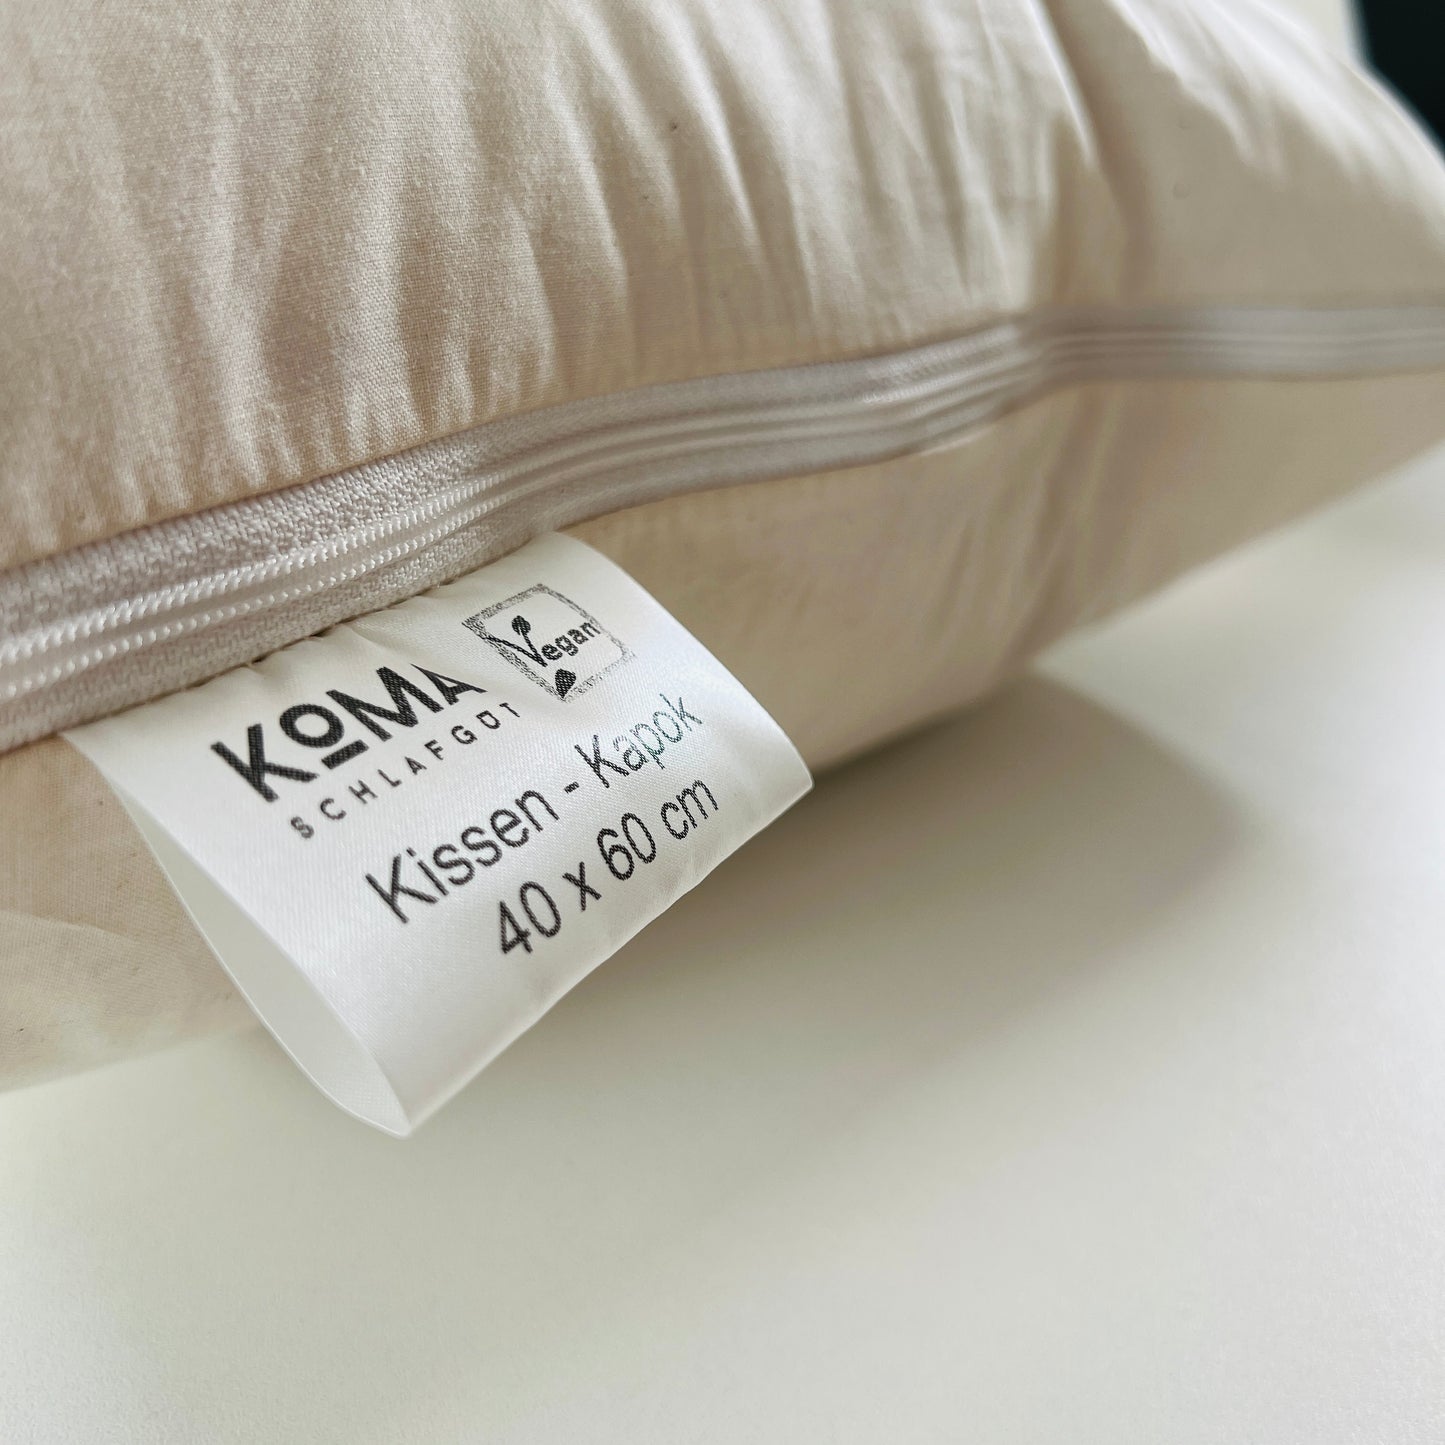 KOMA
SCHLAFGUT
Vegan
Kissen - Kapok
40 x 60 cm